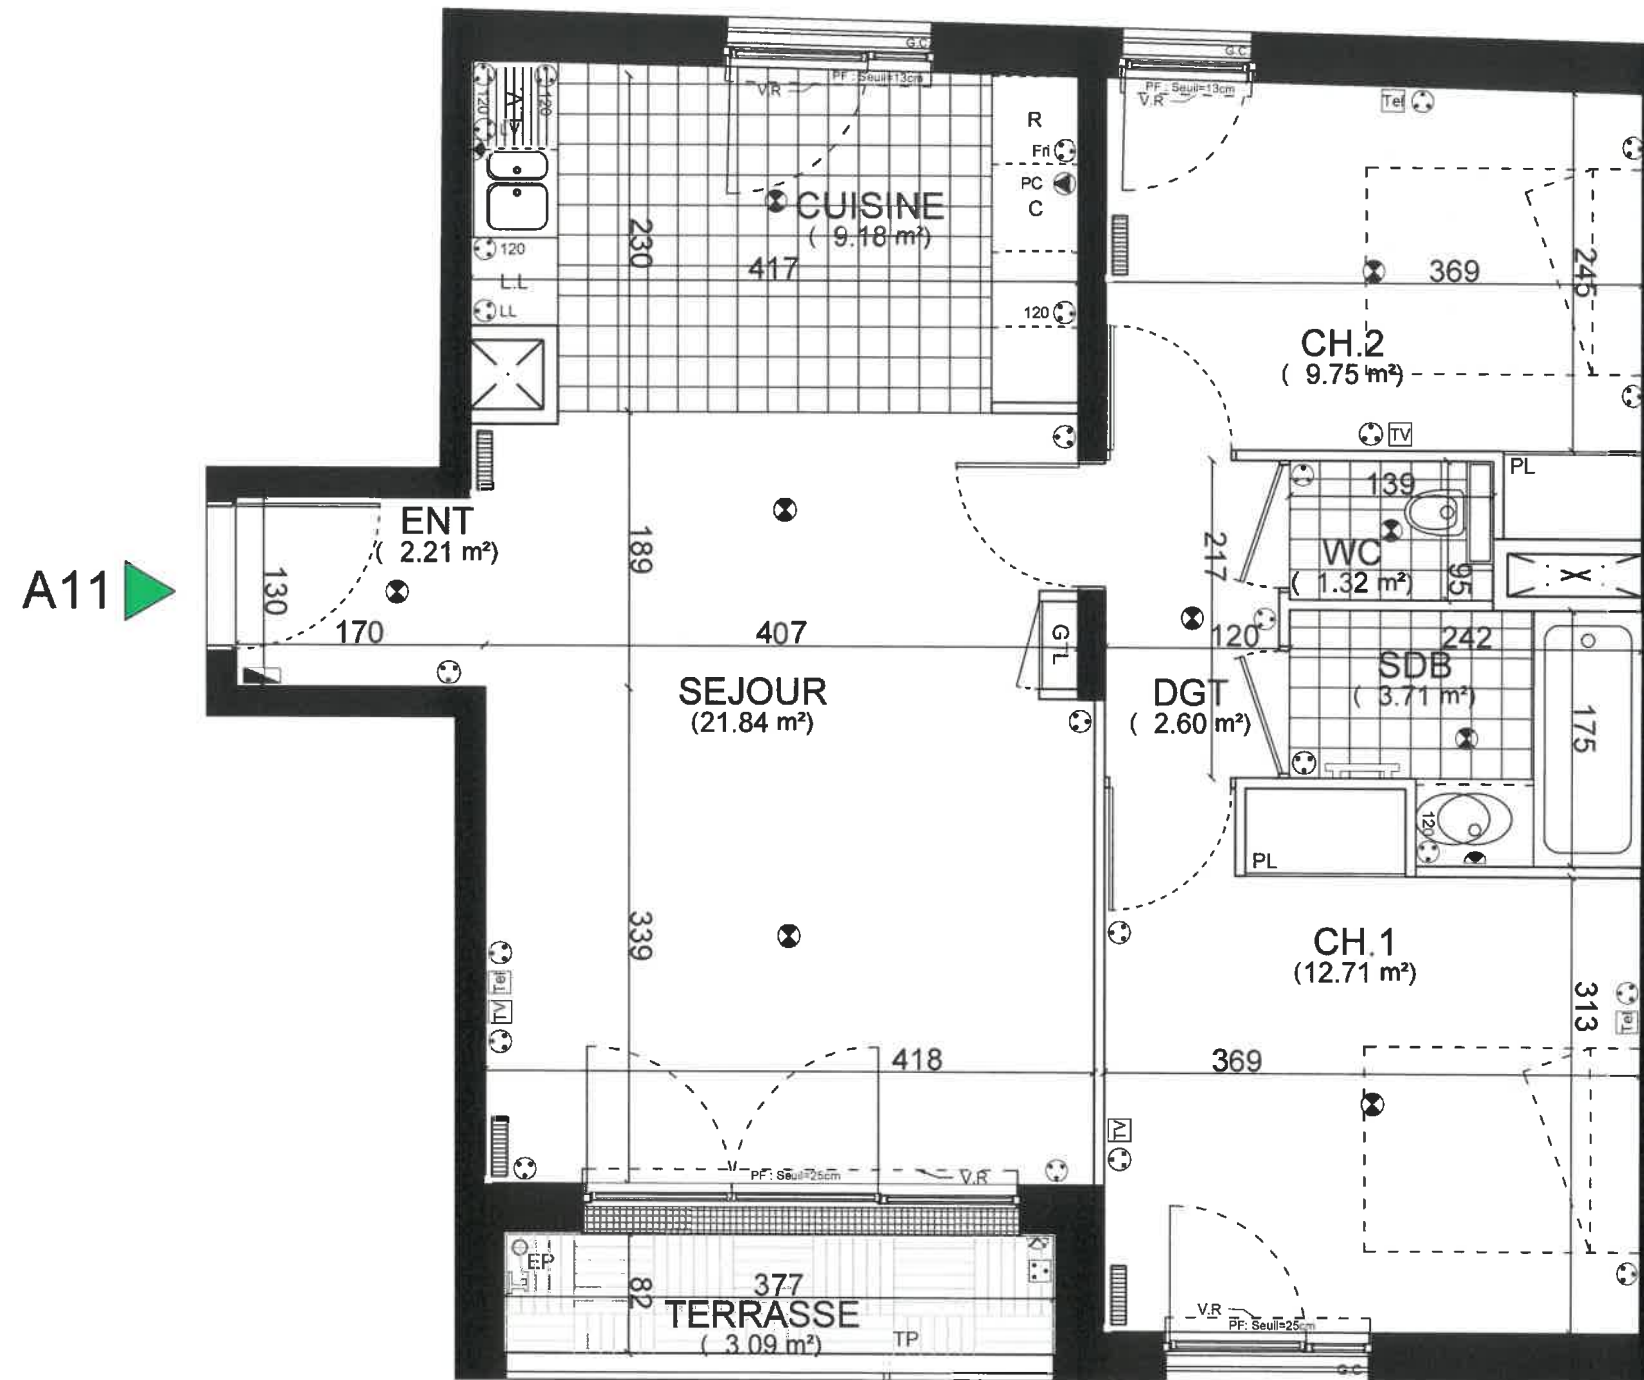 G.C
G.C
PF : Seuil=13cm
V.R
PF : Seuil=13cm
V.R
Tel
120
L.V.
120
R
Fri
PC
C
CUISINE
( 9.18 m²)
230
417
369
245
120
L.L
LL
120
CH.2
( 9.75 m²)
TV
PL
139
ENT
( 2.21 m²)
189
217
WC
( 1.32 m²)
95
A11
130
170
407
GTL
120
242
SEJOUR
(21.84 m²)
DGT
( 2.60 m²)
SDB
( 3.71 m²)
175
120
PL
339
CH.1
(12.71 m²)
Tel
TV
313
Tel
418
369
TV
PF : Seuil=25cm
V.R
EP
82
377
TERRASSE
( 3.09 m²)
TP
V.R
PF: Seuil=25cm
G.C